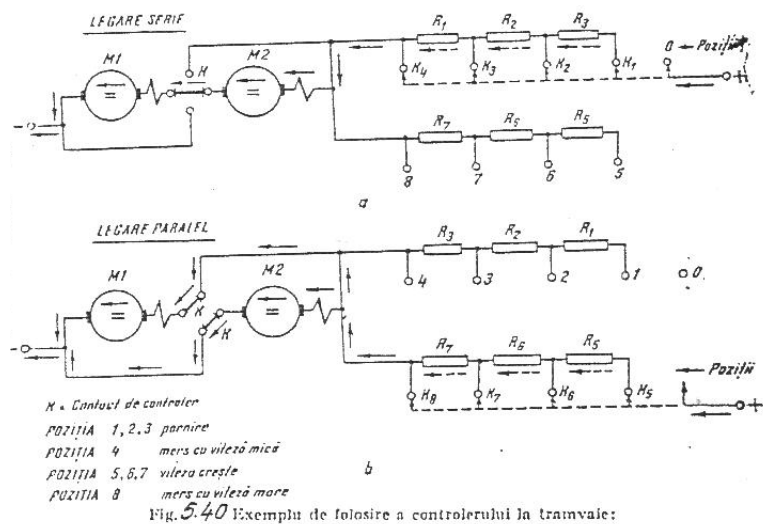 LEGARE SERIE
M1
K
M2
R1 R2 R3
K4 K3 K2 K1
0 ← Poziții
+
-
=
=
R7 R6 R5
8 7 6 5
a
LEGARE PARALEL
M1
K
K
M2
R3 R2 R1
4 3 2 1 0
-
=
=
R7 R6 R5
K8 K7 K6 K5
← Poziții
+
K = Contact de controler
POZIȚIA 1,2,3 pornire
POZIȚIA 4 mers cu viteză mică
POZIȚIA 5,6,7 viteza crește
POZIȚIA 8 mers cu viteză mare
b
Fig. 5.40 Exemplu de folosire a controlerului la tramvaie: